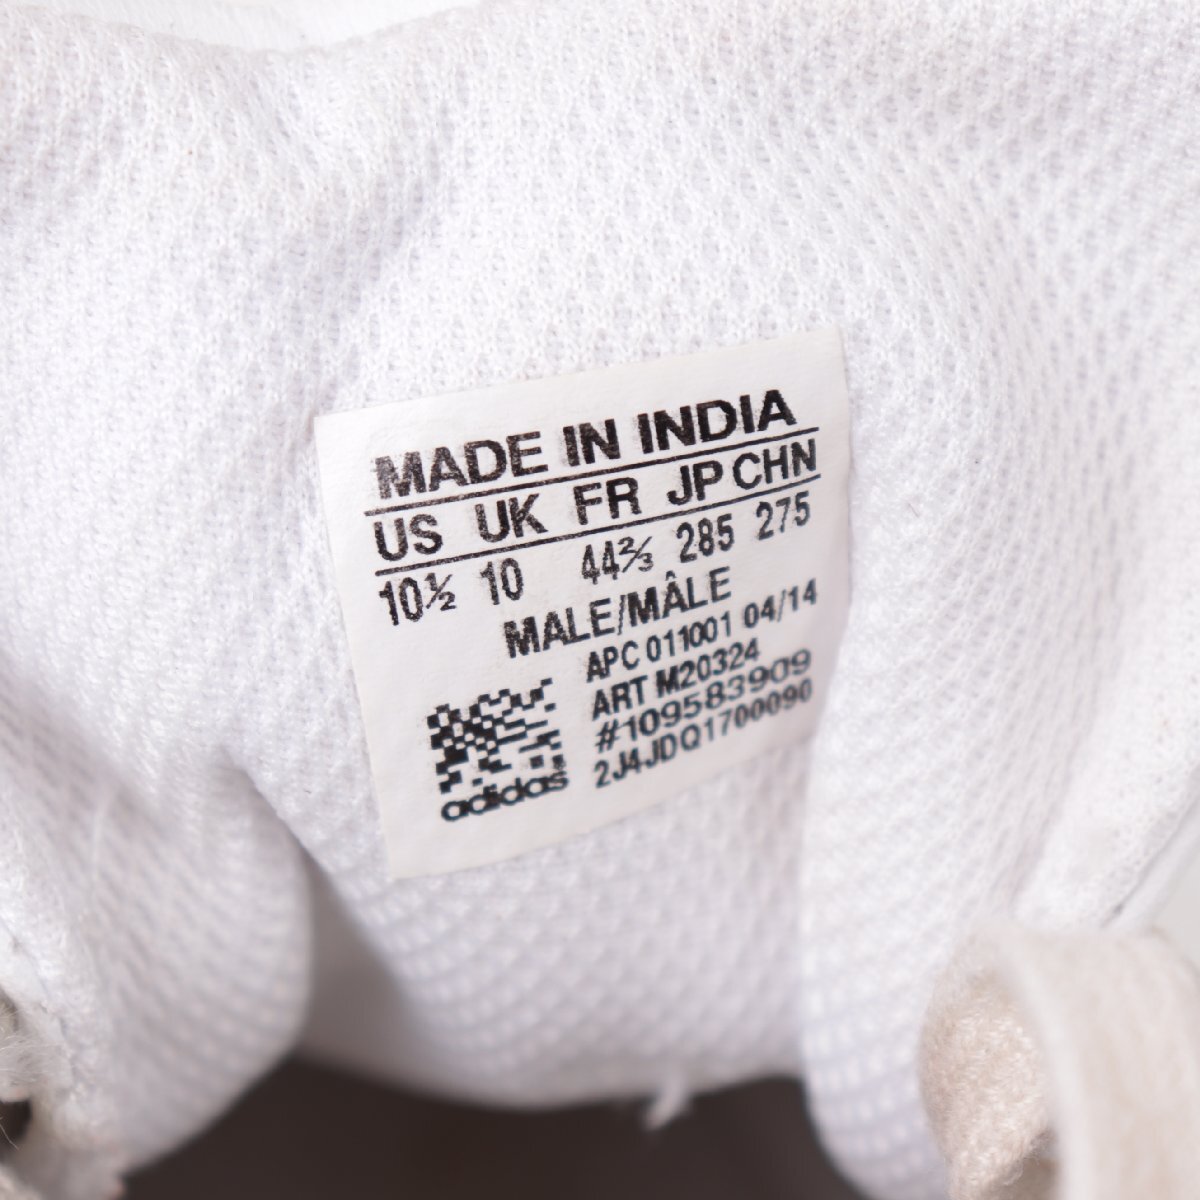 MADE IN INDIA
US UK FR JP CHN
10½ 10 44⅔ 285 275
MALE/MÂLE
APC 011001 04/14
ART M20324
#109583909
2J4JDQ1700090
adidas